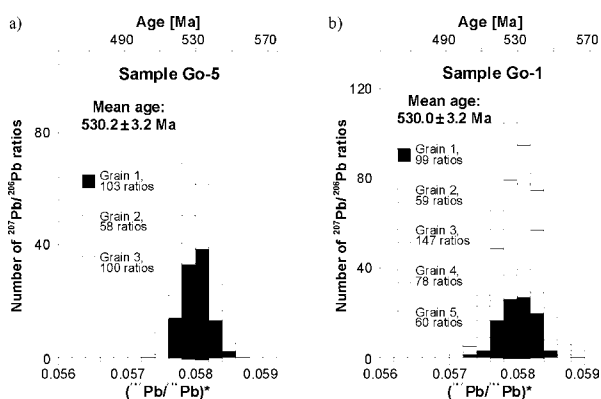 a)
Age [Ma]
490 530 570
Sample Go-5
Mean age:
530.2±3.2 Ma
Number of ²⁰⁷Pb/²⁰⁶Pb ratios
80
40
0
Grain 1,
103 ratios
Grain 2,
58 ratios
Grain 3,
100 ratios
0.056 0.057 0.058 0.059
Pb/ Pb)*
b)
Age [Ma]
490 530 570
Sample Go-1
Mean age:
530.0±3.2 Ma
Number of ²⁰⁷Pb/²⁰⁶Pb ratios
120
80
40
0
Grain 1,
99 ratios
Grain 2,
59 ratios
Grain 3,
147 ratios
Grain 4,
78 ratios
Grain 5,
60 ratios
0.056 0.057 0.058 0.059
Pb/ Pb)*